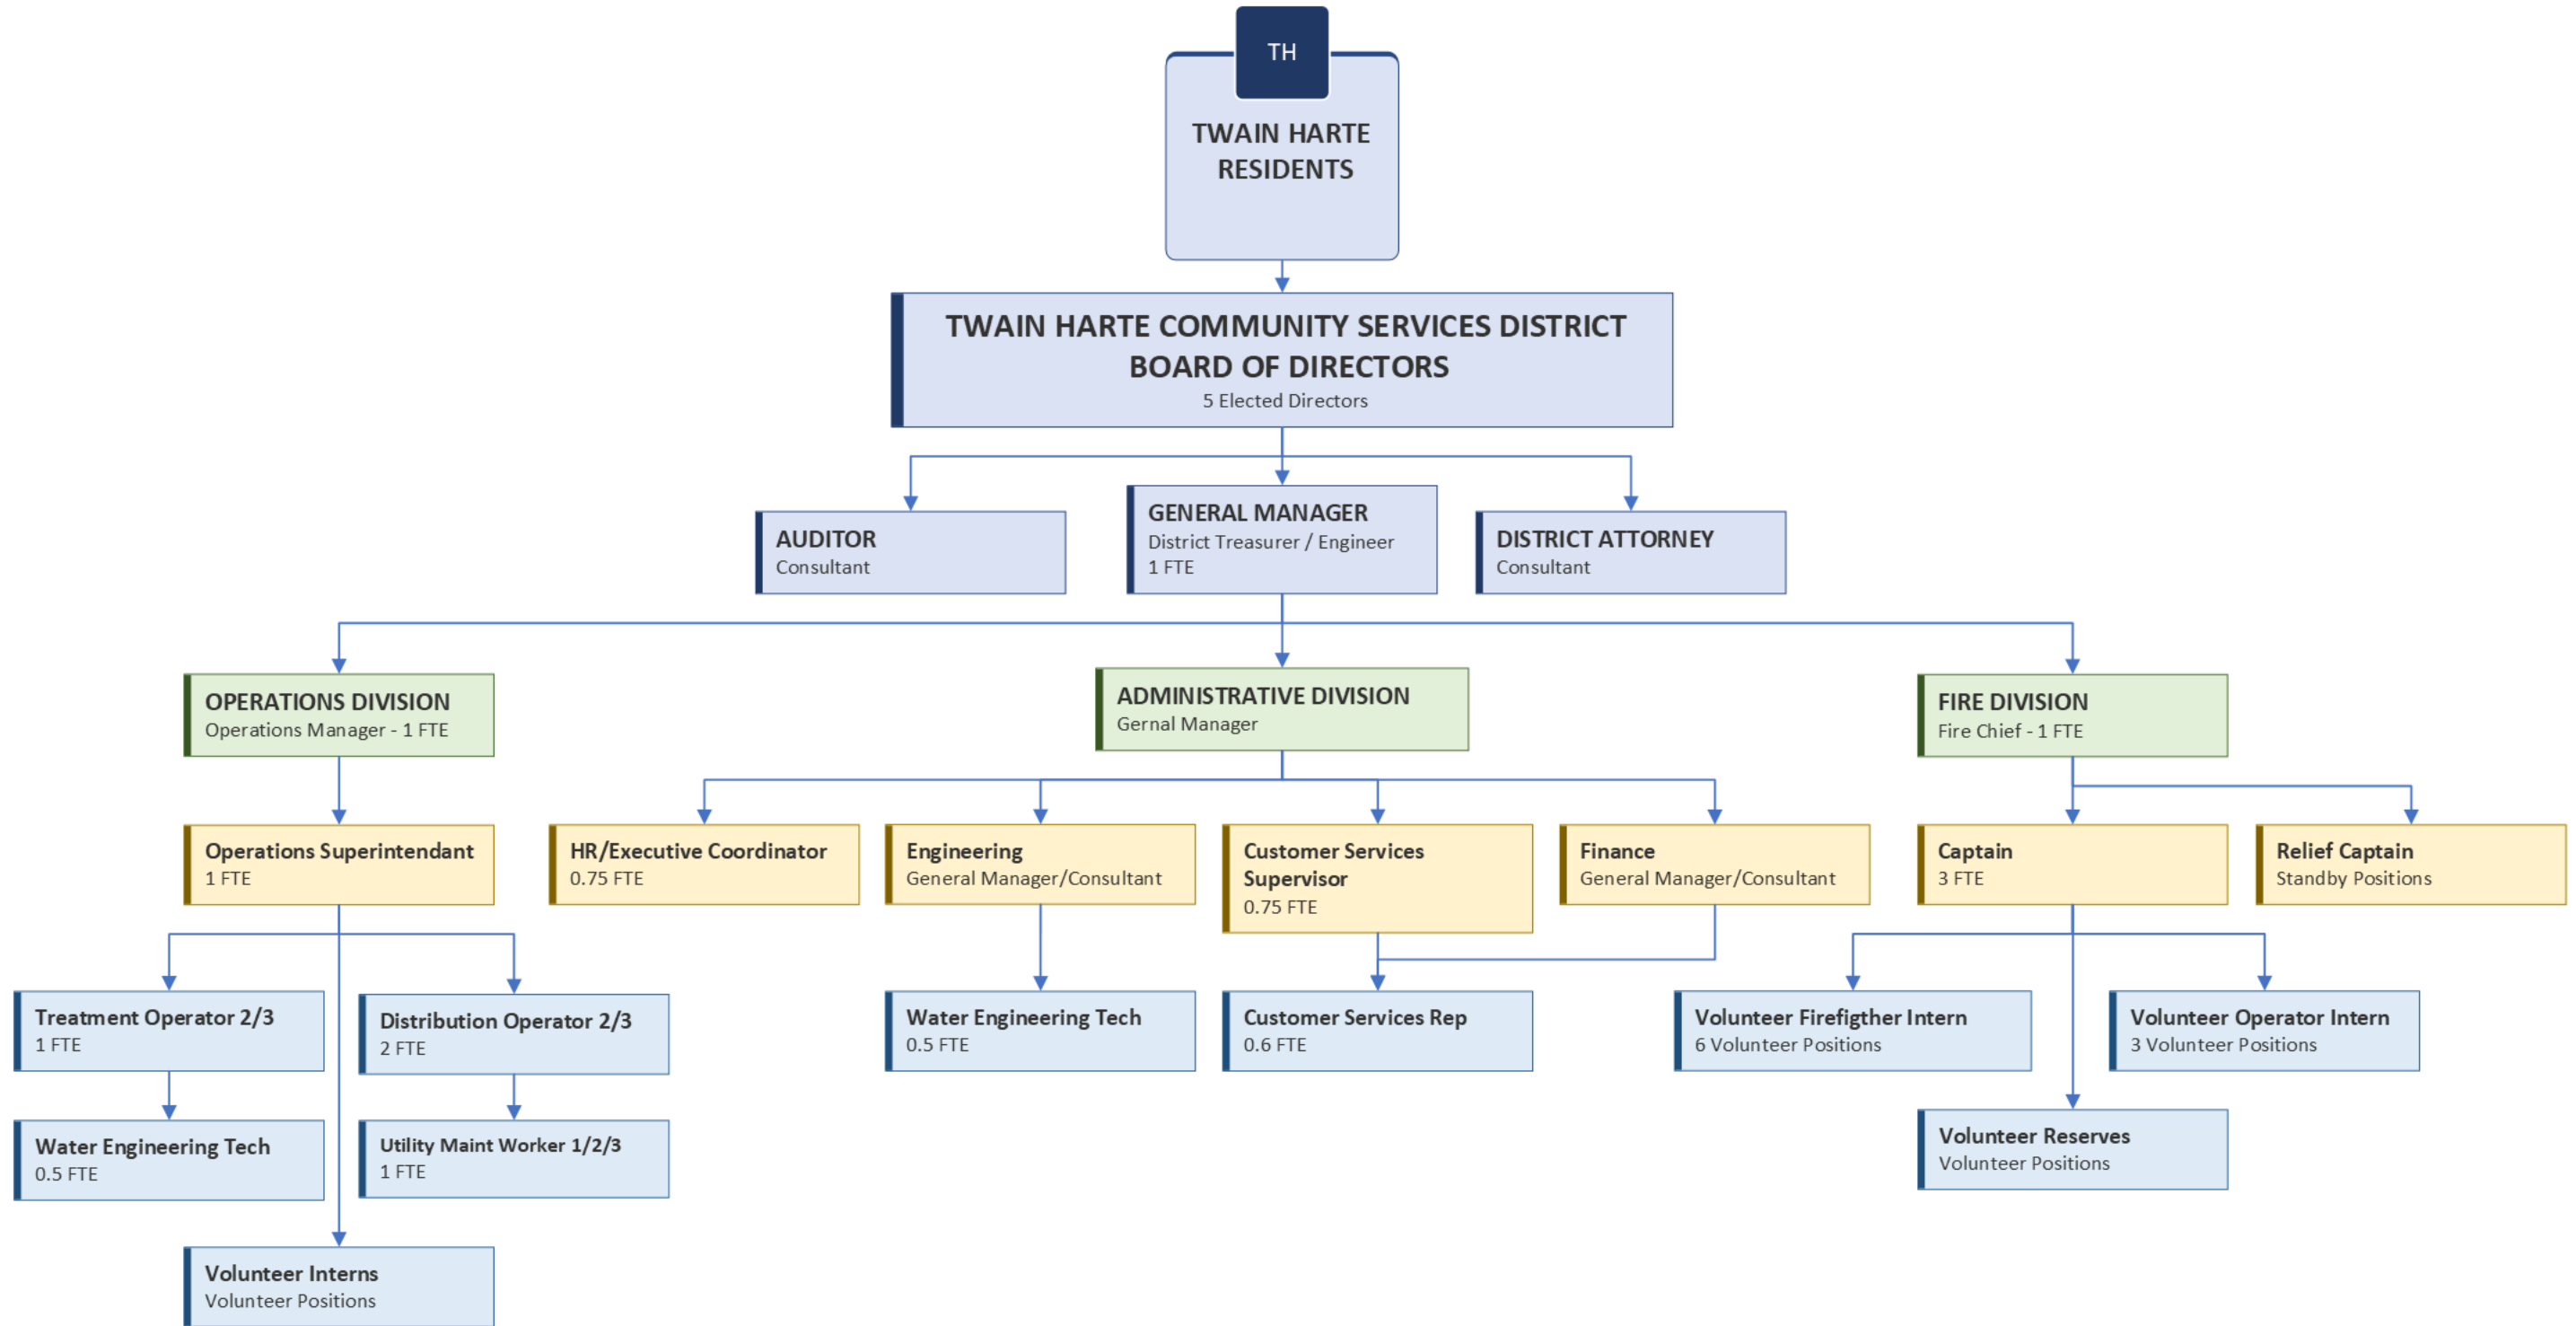 TH
TWAIN HARTE
RESIDENTS
TWAIN HARTE COMMUNITY SERVICES DISTRICT
BOARD OF DIRECTORS
5 Elected Directors
AUDITOR
Consultant
GENERAL MANAGER
District Treasurer / Engineer
1 FTE
DISTRICT ATTORNEY
Consultant
OPERATIONS DIVISION
Operations Manager - 1 FTE
ADMINISTRATIVE DIVISION
Gernal Manager
FIRE DIVISION
Fire Chief - 1 FTE
Operations Superintendant
1 FTE
HR/Executive Coordinator
0.75 FTE
Engineering
General Manager/Consultant
Customer Services
Supervisor
0.75 FTE
Finance
General Manager/Consultant
Captain
3 FTE
Relief Captain
Standby Positions
Treatment Operator 2/3
1 FTE
Distribution Operator 2/3
2 FTE
Water Engineering Tech
0.5 FTE
Customer Services Rep
0.6 FTE
Volunteer Firefigther Intern
6 Volunteer Positions
Volunteer Operator Intern
3 Volunteer Positions
Water Engineering Tech
0.5 FTE
Utility Maint Worker 1/2/3
1 FTE
Volunteer Reserves
Volunteer Positions
Volunteer Interns
Volunteer Positions